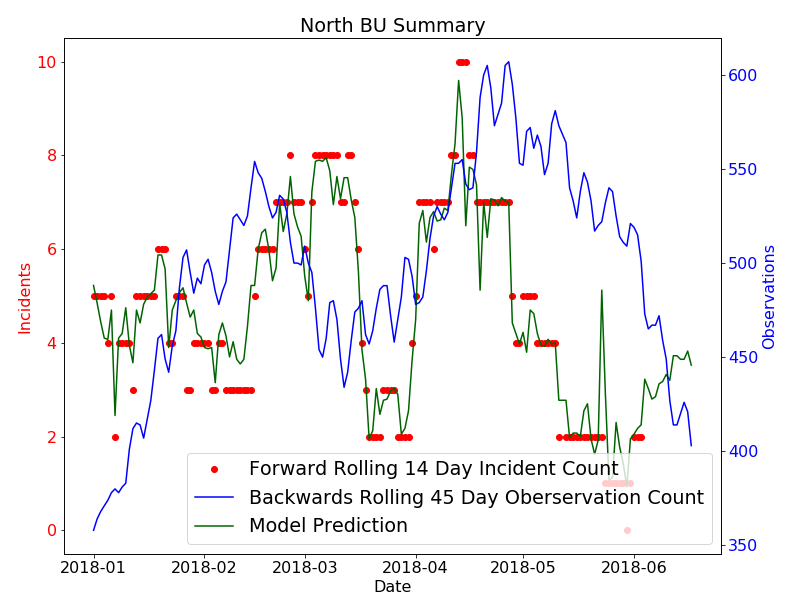 North BU Summary
10
8
6
4
2
0
Incidents
600
550
500
450
400
350
Observations
Forward Rolling 14 Day Incident Count
Backwards Rolling 45 Day Oberservation Count
Model Prediction
2018-01
2018-02
2018-03
2018-04
2018-05
2018-06
Date